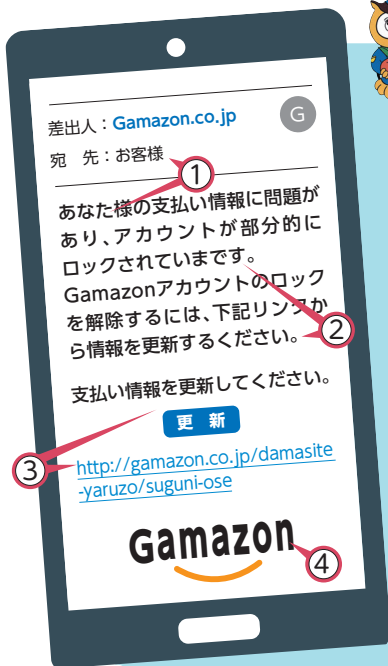 差出人：Gamazon.co.jp
G
宛　先：お客様
①
あなた様の支払い情報に問題が
あり、アカウントが部分的に
ロックされていまです。
Gamazonアカウントのロック
を解除するには、下記リンクか
ら情報を更新するください。
②
支払い情報を更新してください。
更　新
③
http://gamazon.co.jp/damasite
-yaruzo/suguni-ose
Gamazon
④